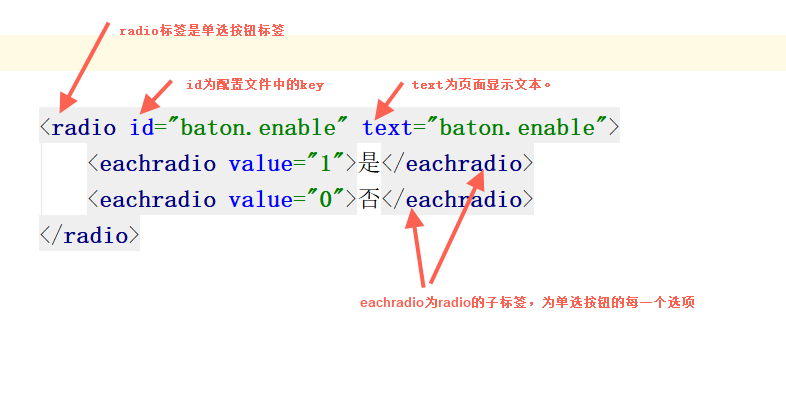 radio标签是单选按钮标签
id为配置文件中的key
text为页面显示文本。
<radio id="baton.enable" text="baton.enable">
<eachradio value="1">是</eachradio>
<eachradio value="0">否</eachradio>
</radio>
eachradio为radio的子标签，为单选按钮的每一个选项